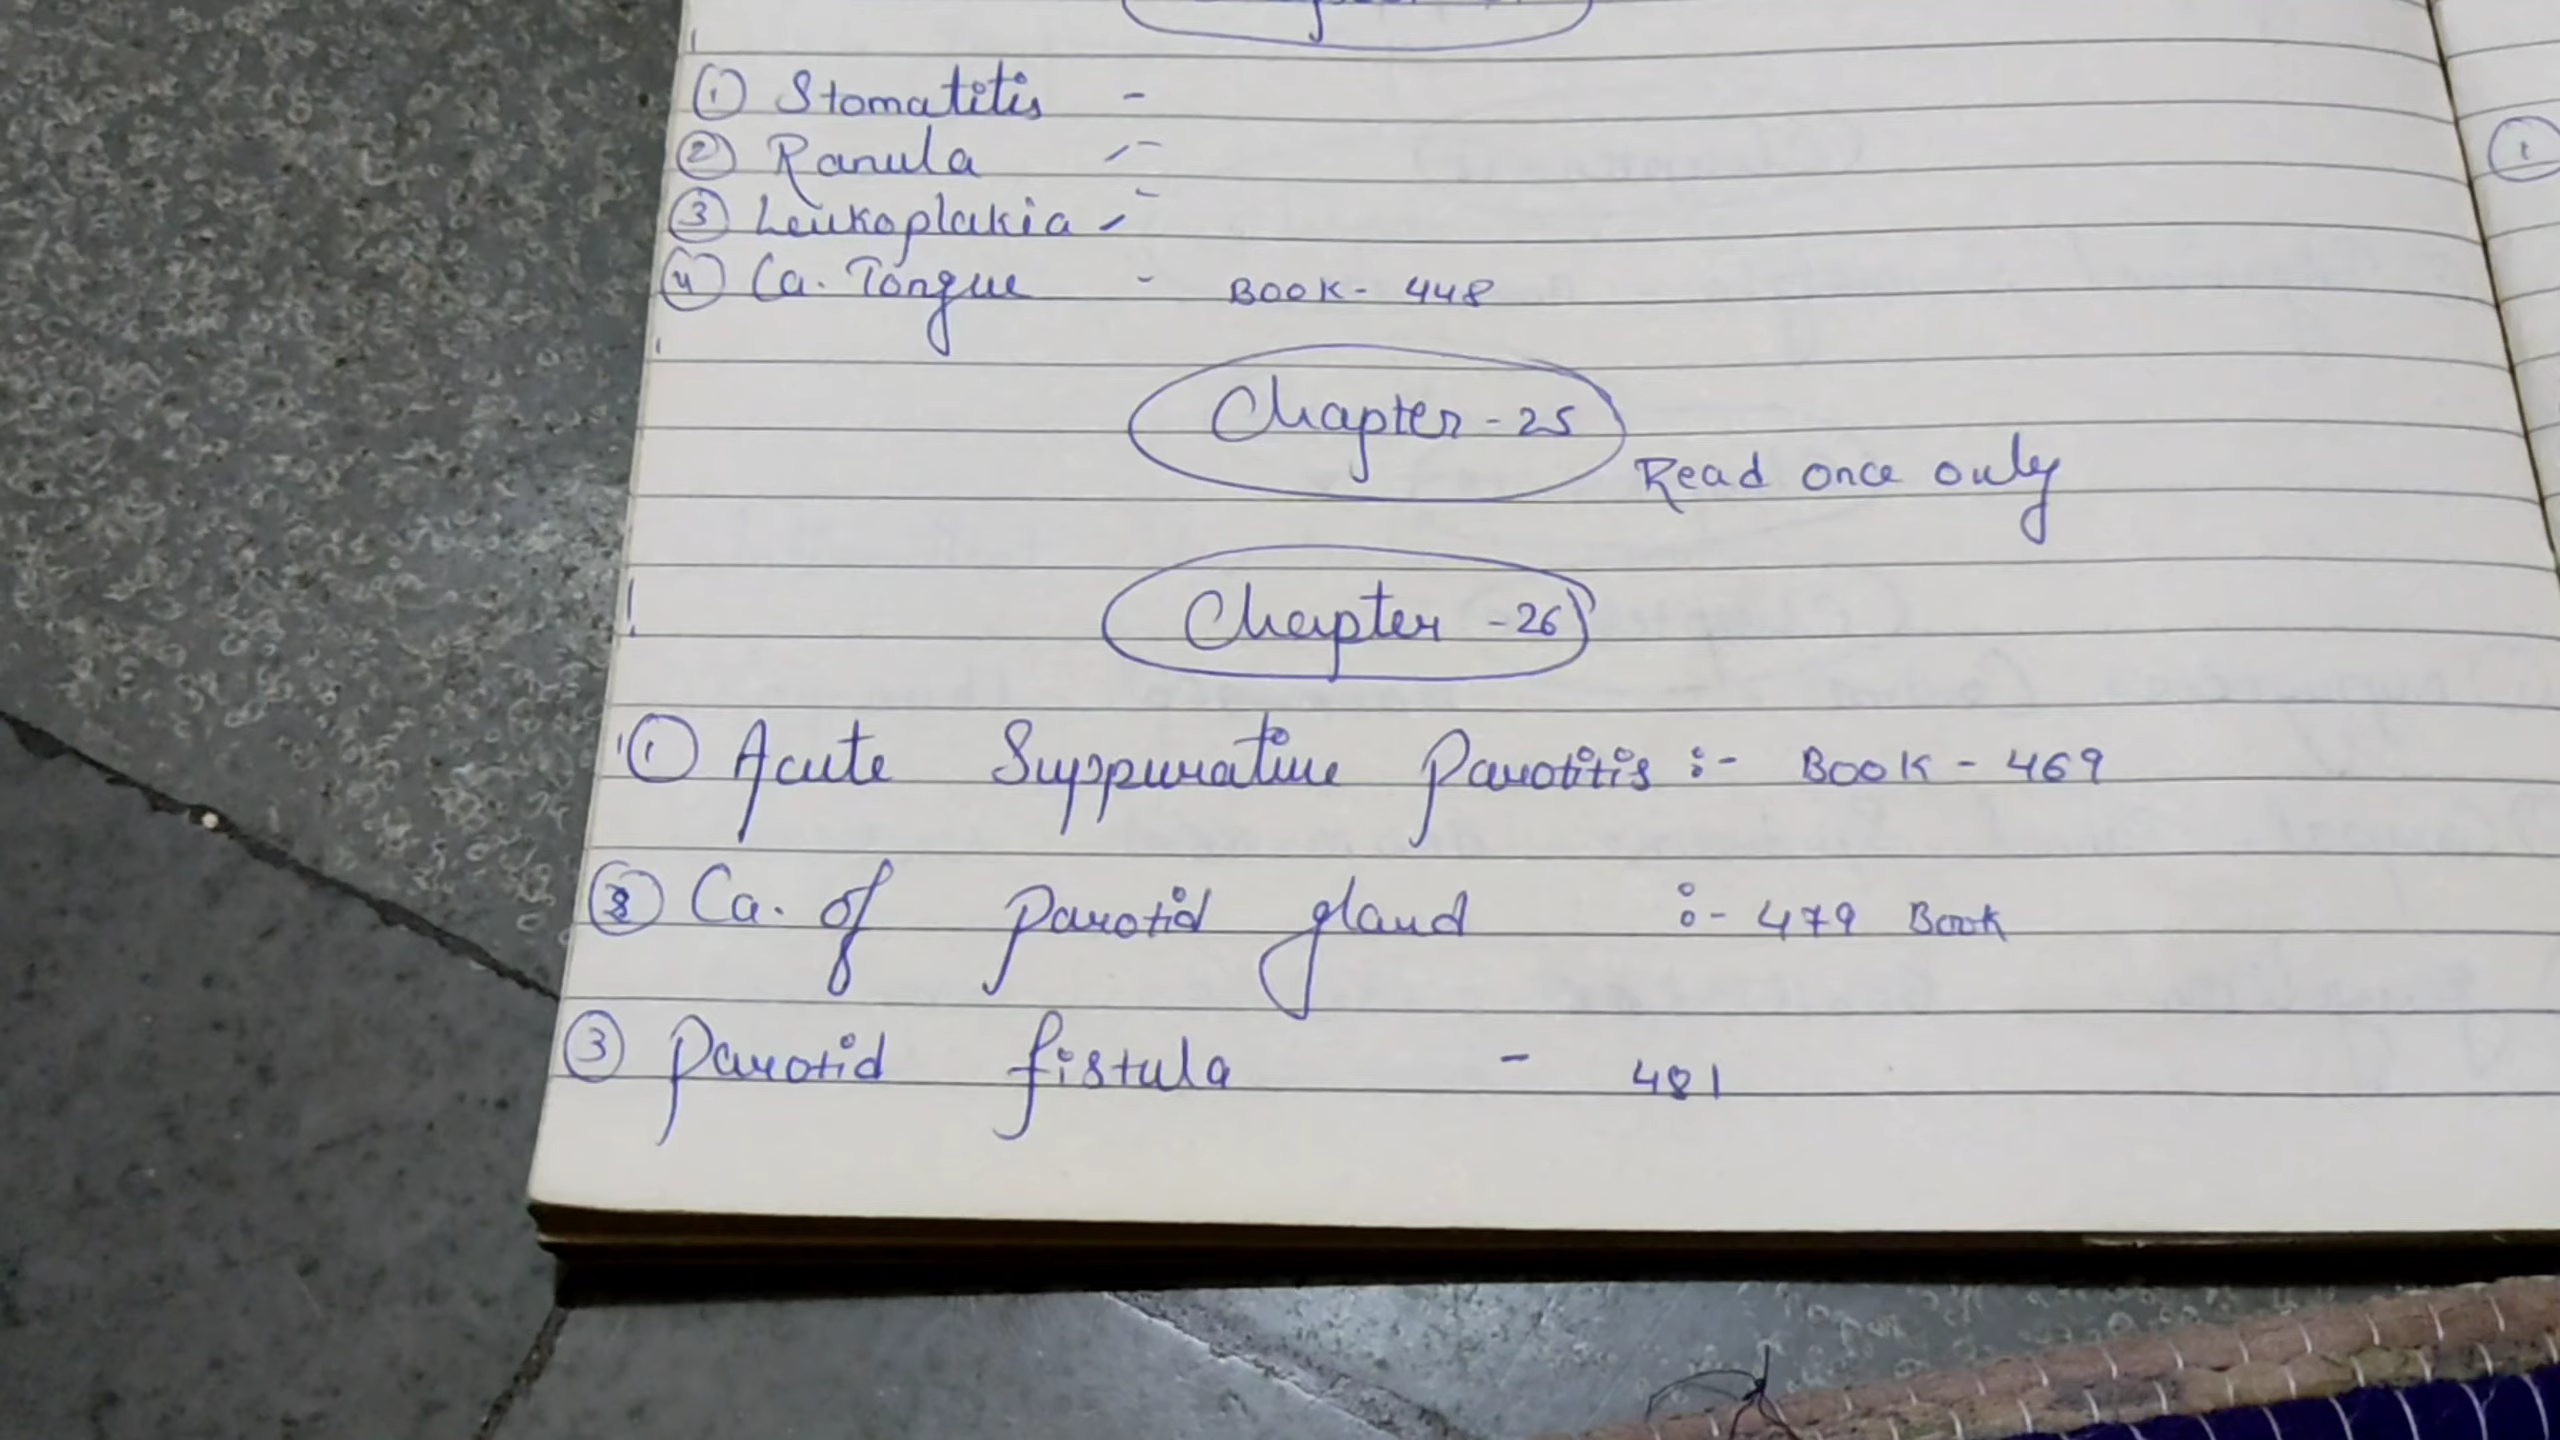 ① Stomatitis -
② Ranula -
③ Leukoplakia -
④ Ca. Tongue - BOOK - 448
Chapter - 25
Read once only
Chapter - 26
① Acute Suppurative Parotitis :- BOOK - 469
② Ca. of parotid gland :- 479 Book
③ Parotid fistula - 481
①